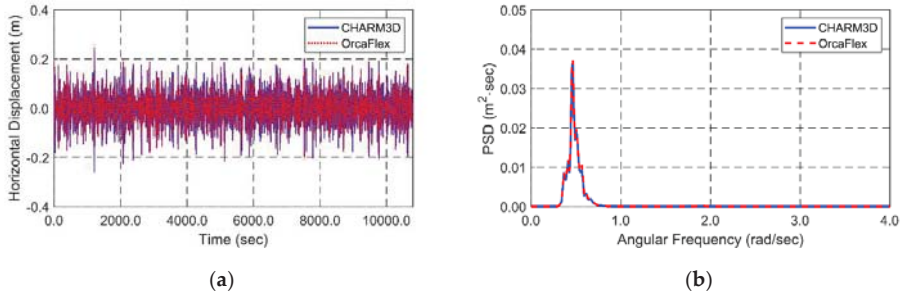 Horizontal Displacement (m)
0.4
0.2
0.0
-0.2
-0.4
0.0
2000.0
4000.0
6000.0
8000.0
10000.0
Time (sec)
CHARM3D
OrcaFlex
(a)
PSD (m²·sec)
0.05
0.04
0.03
0.02
0.01
0.00
0.0
1.0
2.0
3.0
4.0
Angular Frequency (rad/sec)
CHARM3D
OrcaFlex
(b)